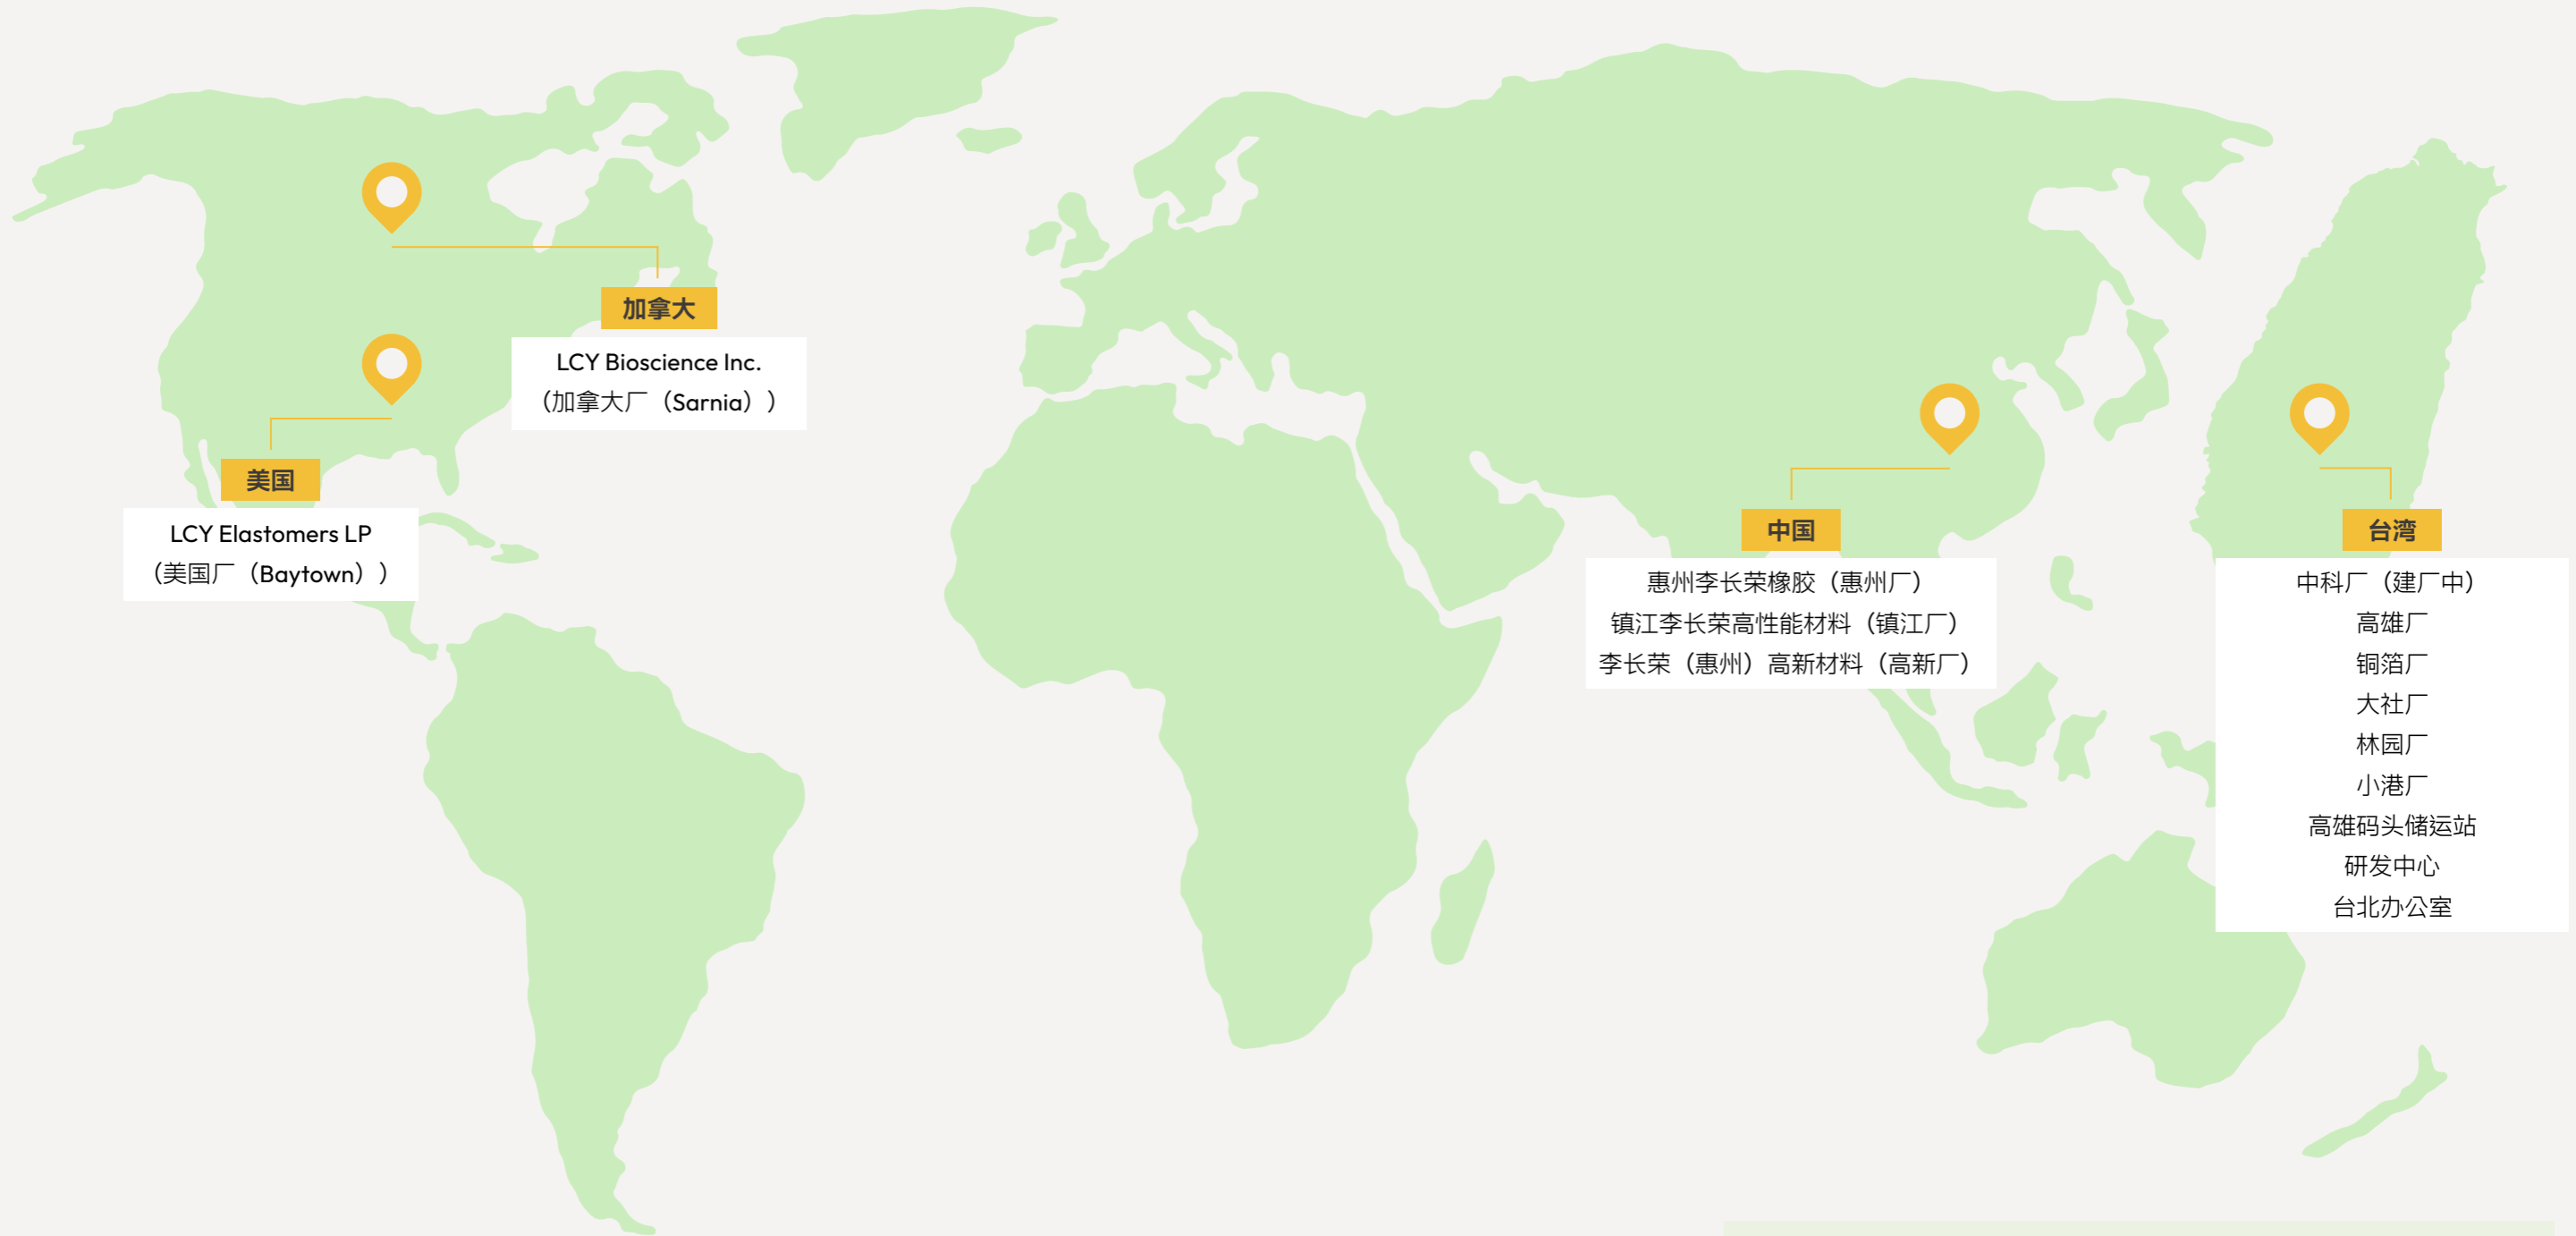 加拿大
LCY Bioscience Inc.
（加拿大厂（Sarnia））
美国
LCY Elastomers LP
（美国厂（Baytown））
中国
惠州李长荣橡胶（惠州厂）
镇江李长荣高性能材料（镇江厂）
李长荣（惠州）高新材料（高新厂）
台湾
中科厂（建厂中）
高雄厂
铜箔厂
大社厂
林园厂
小港厂
高雄码头储运站
研发中心
台北办公室